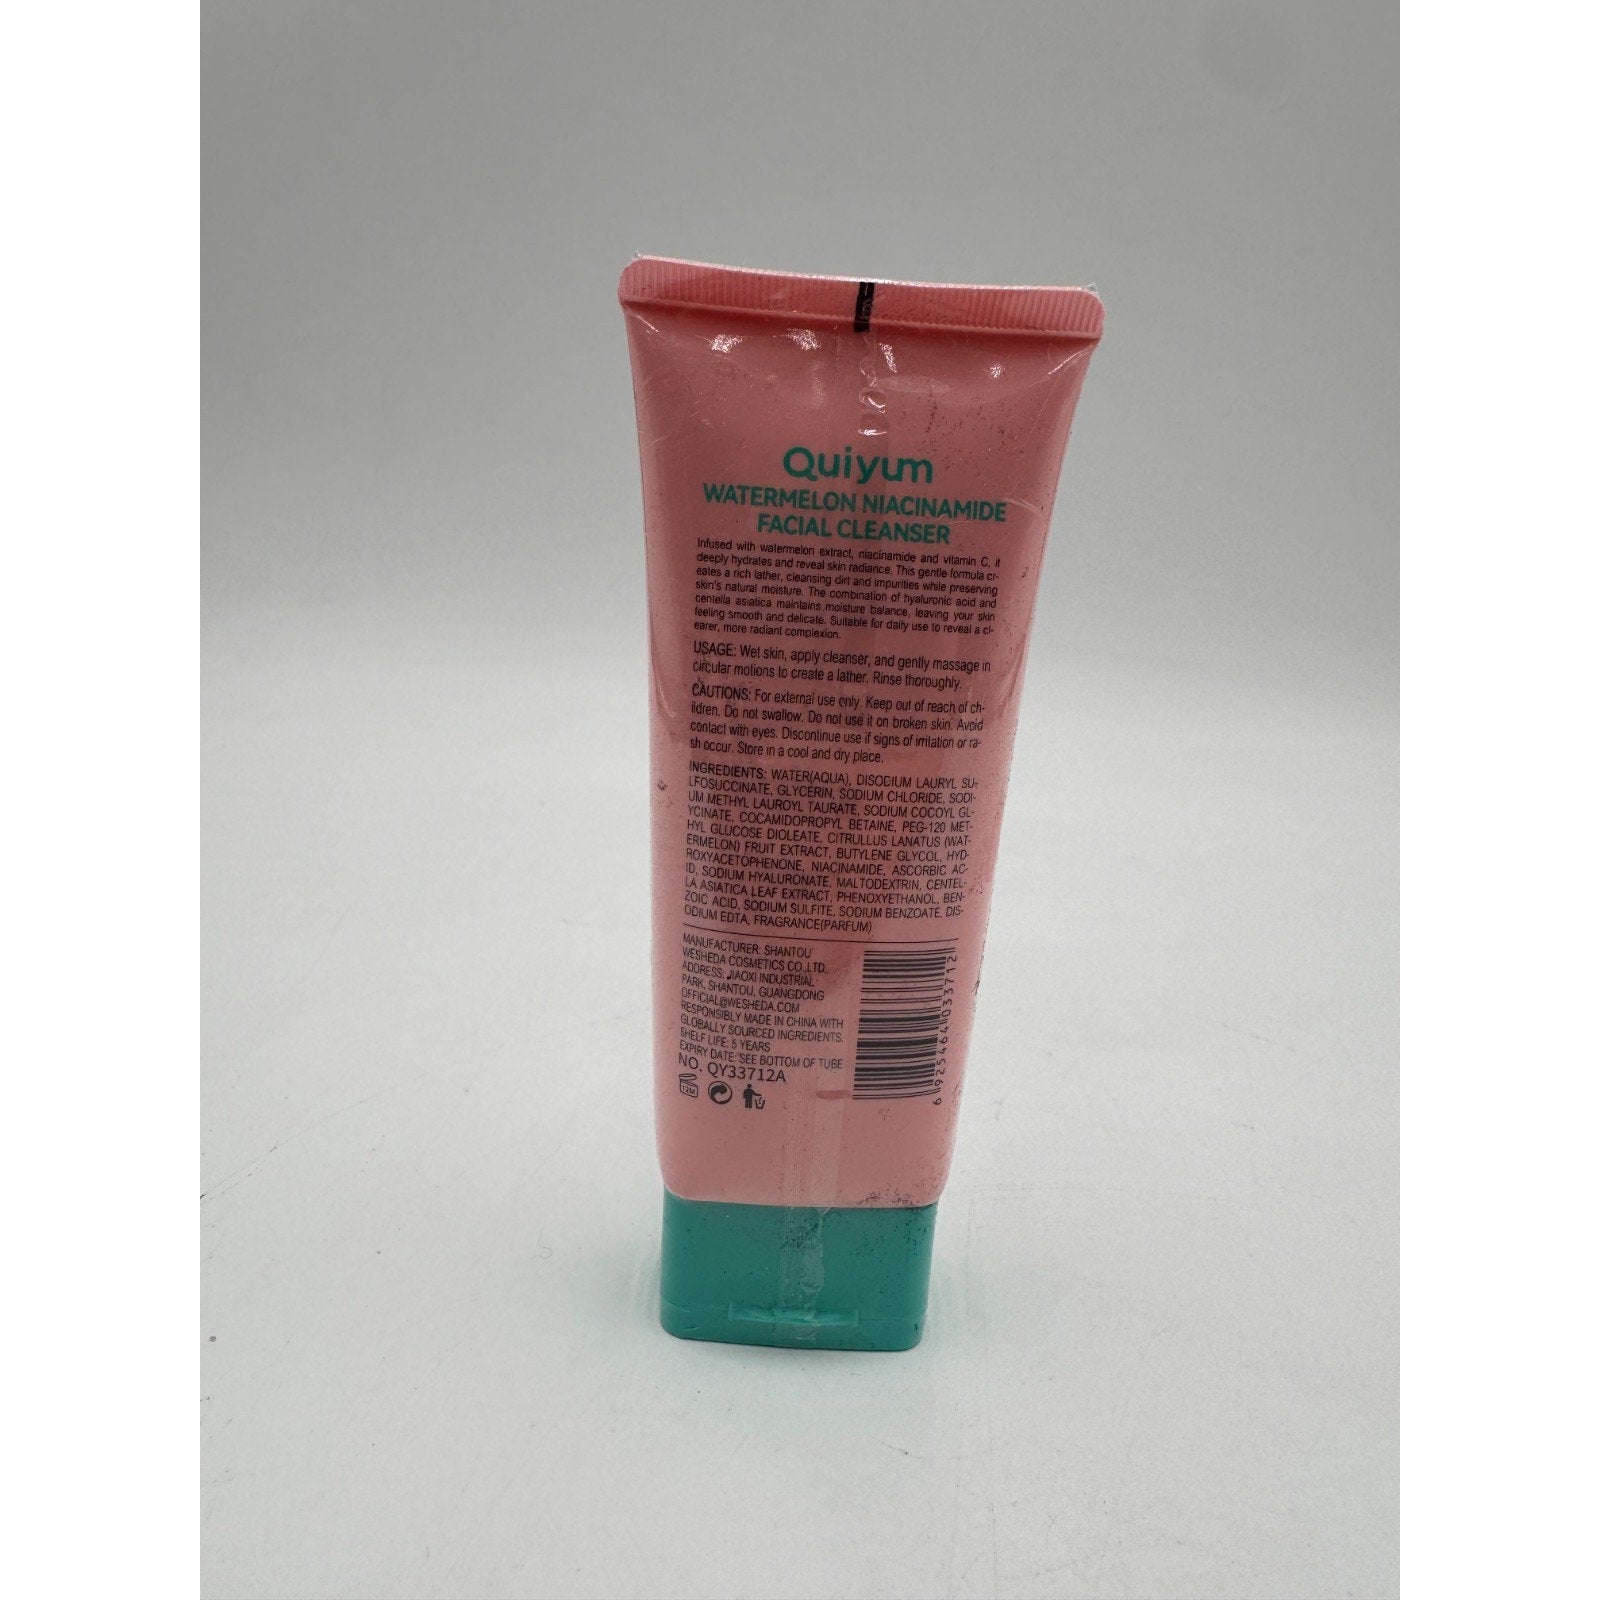 Quiyum
WATERMELON NIACINAMIDE
FACIAL CLEANSER
Infused with watermelon extract, niacinamide and vitamin C, it
deeply hydrates and reveal skin radiance. This gentle formula cr-
eates a rich lather, cleansing dirt and impurities while preserving
skin's natural moisture. The combination of hyaluronic acid and
centella asiatica maintains moisture balance, leaving your skin
feeling smooth and delicate. Suitable for daily use to reveal a cl-
earer, more radiant complexion.
USAGE: Wet skin, apply cleanser, and gently massage in
circular motions to create a lather. Rinse thoroughly.
CAUTIONS: For external use only. Keep out of reach of ch-
ildren. Do not swallow. Do not use it on broken skin. Avoid
contact with eyes. Discontinue use if signs of irritation or ra-
sh occur. Store in a cool and dry place.
INGREDIENTS: WATER(AQUA), DISODIUM LAURYL SU-
LFOSUCCINATE, GLYCERIN, SODIUM CHLORIDE, SODI-
UM METHYL LAUROYL TAURATE, SODIUM COCOYL GL-
YCINATE, COCAMIDOPROPYL BETAINE, PEG-120 MET-
HYL GLUCOSE DIOLEATE, CITRULLUS LANATUS (WAT-
ERMELON) FRUIT EXTRACT, BUTYLENE GLYCOL, HYD-
ROXYACETOPHENONE, NIACINAMIDE, ASCORBIC AC-
ID, SODIUM HYALURONATE, MALTODEXTRIN, CENTEL-
LA ASIATICA LEAF EXTRACT, PHENOXYETHANOL, BEN-
ZOIC ACID, SODIUM SULFITE, SODIUM BENZOATE, DIS-
ODIUM EDTA, FRAGRANCE(PARFUM)
MANUFACTURER: SHANTOU
WESHEDA COSMETICS CO.,LTD.
ADDRESS: JIAOXI INDUSTRIAL
PARK, SHANTOU, GUANGDONG
OFFICIAL@WESHEDA.COM
RESPONSIBLY MADE IN CHINA WITH
GLOBALLY SOURCED INGREDIENTS.
SHELF LIFE: 5 YEARS
EXPIRY DATE: SEE BOTTOM OF TUBE
NO. QY33712A
12M
6 925464 033712